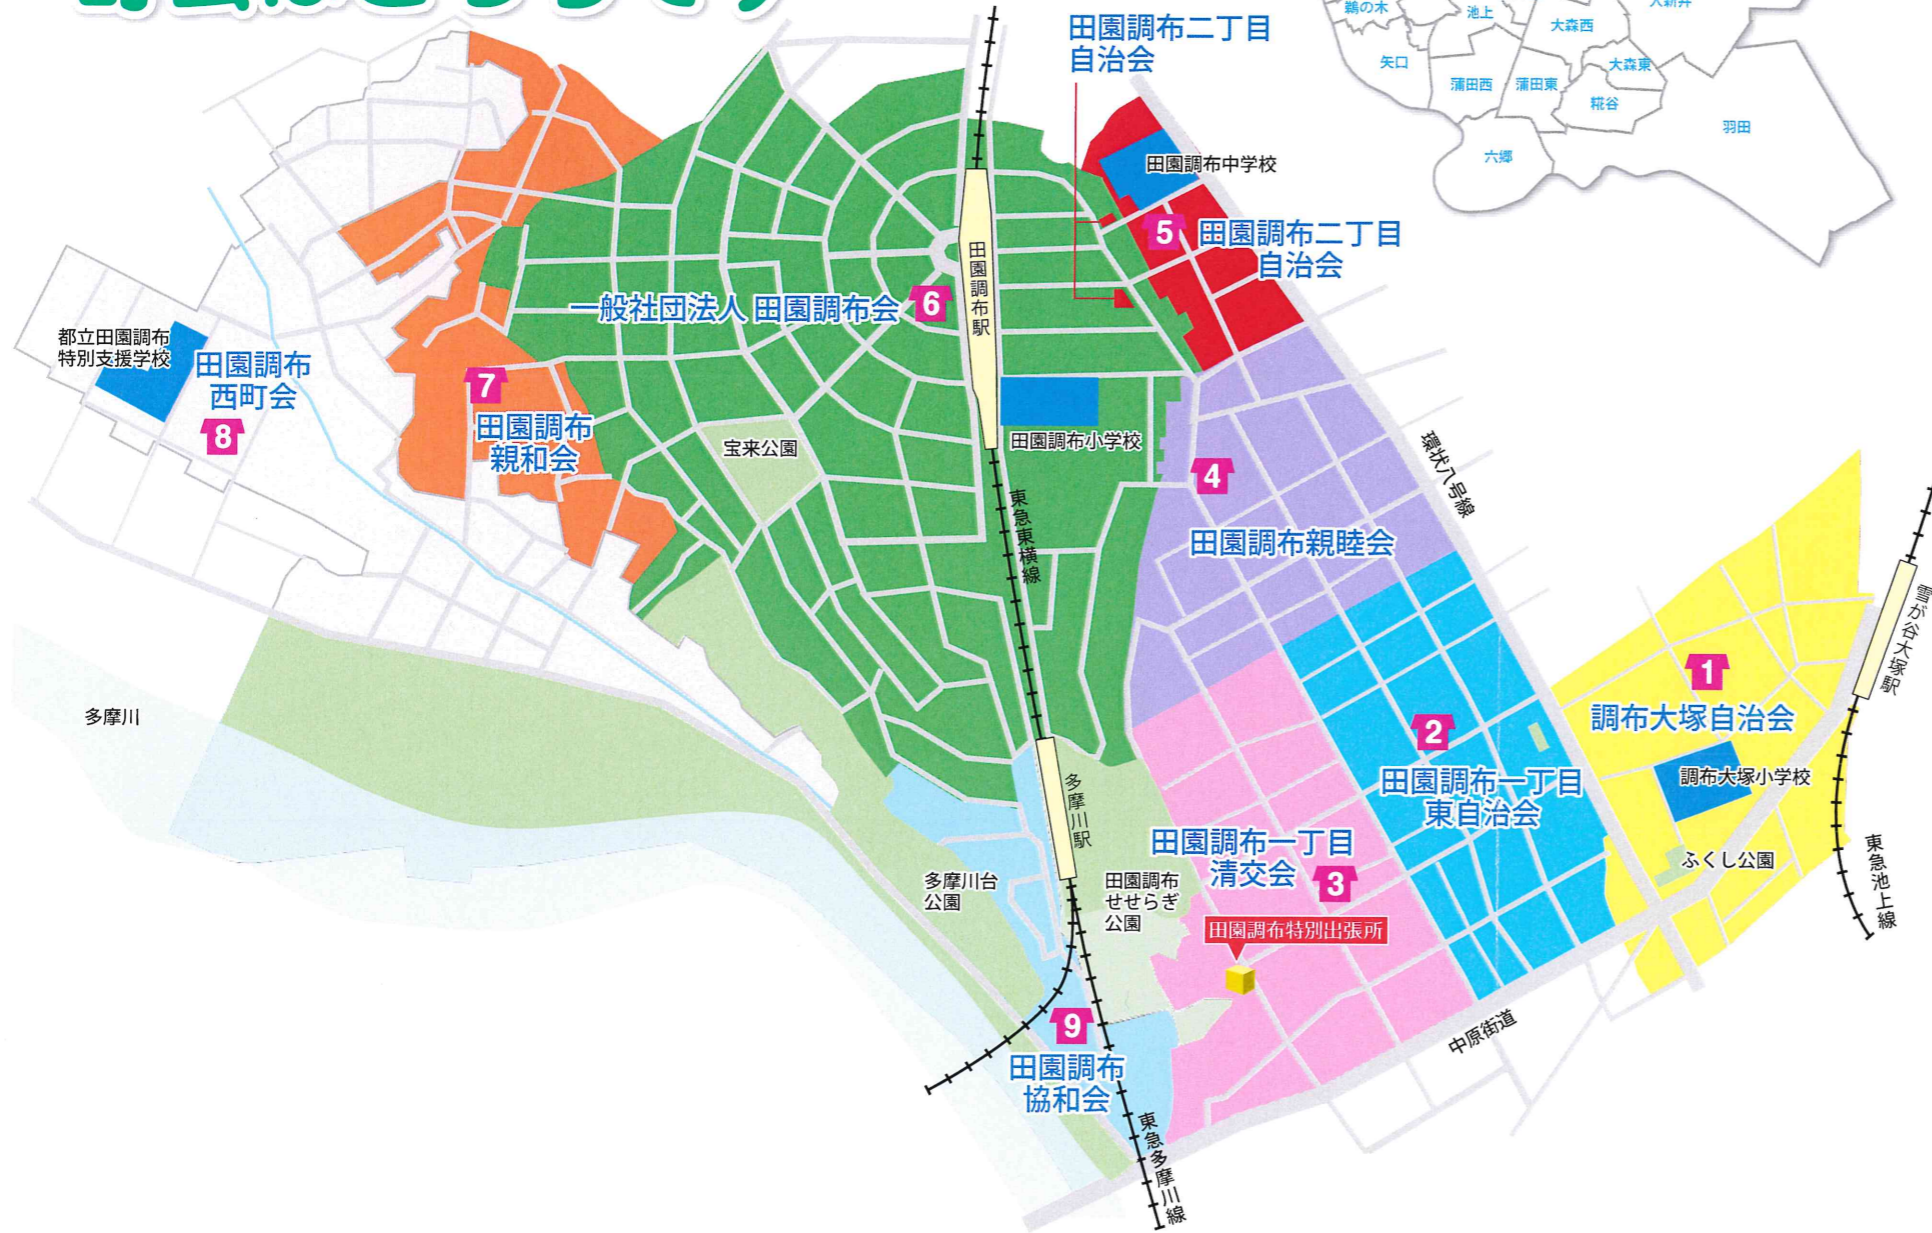 鵜の木
池上
大森西
矢口
蒲田西
蒲田東
大森東
糀谷
羽田
六郷
田園調布二丁目
自治会
田園調布中学校
5
田園調布二丁目
自治会
田園調布駅
一般社団法人 田園調布会
6
都立田園調布
特別支援学校
田園調布
西町会
8
7
田園調布
親和会
宝来公園
田園調布小学校
4
環状八号線
東急東横線
田園調布親睦会
雪が谷大塚駅
1
調布大塚自治会
多摩川
2
田園調布一丁目
東自治会
調布大塚小学校
多摩川駅
田園調布一丁目
清交会
3
ふくし公園
東急池上線
多摩川台
公園
田園調布
せせらぎ
公園
田園調布特別出張所
9
田園調布
協和会
中原街道
東急多摩川線